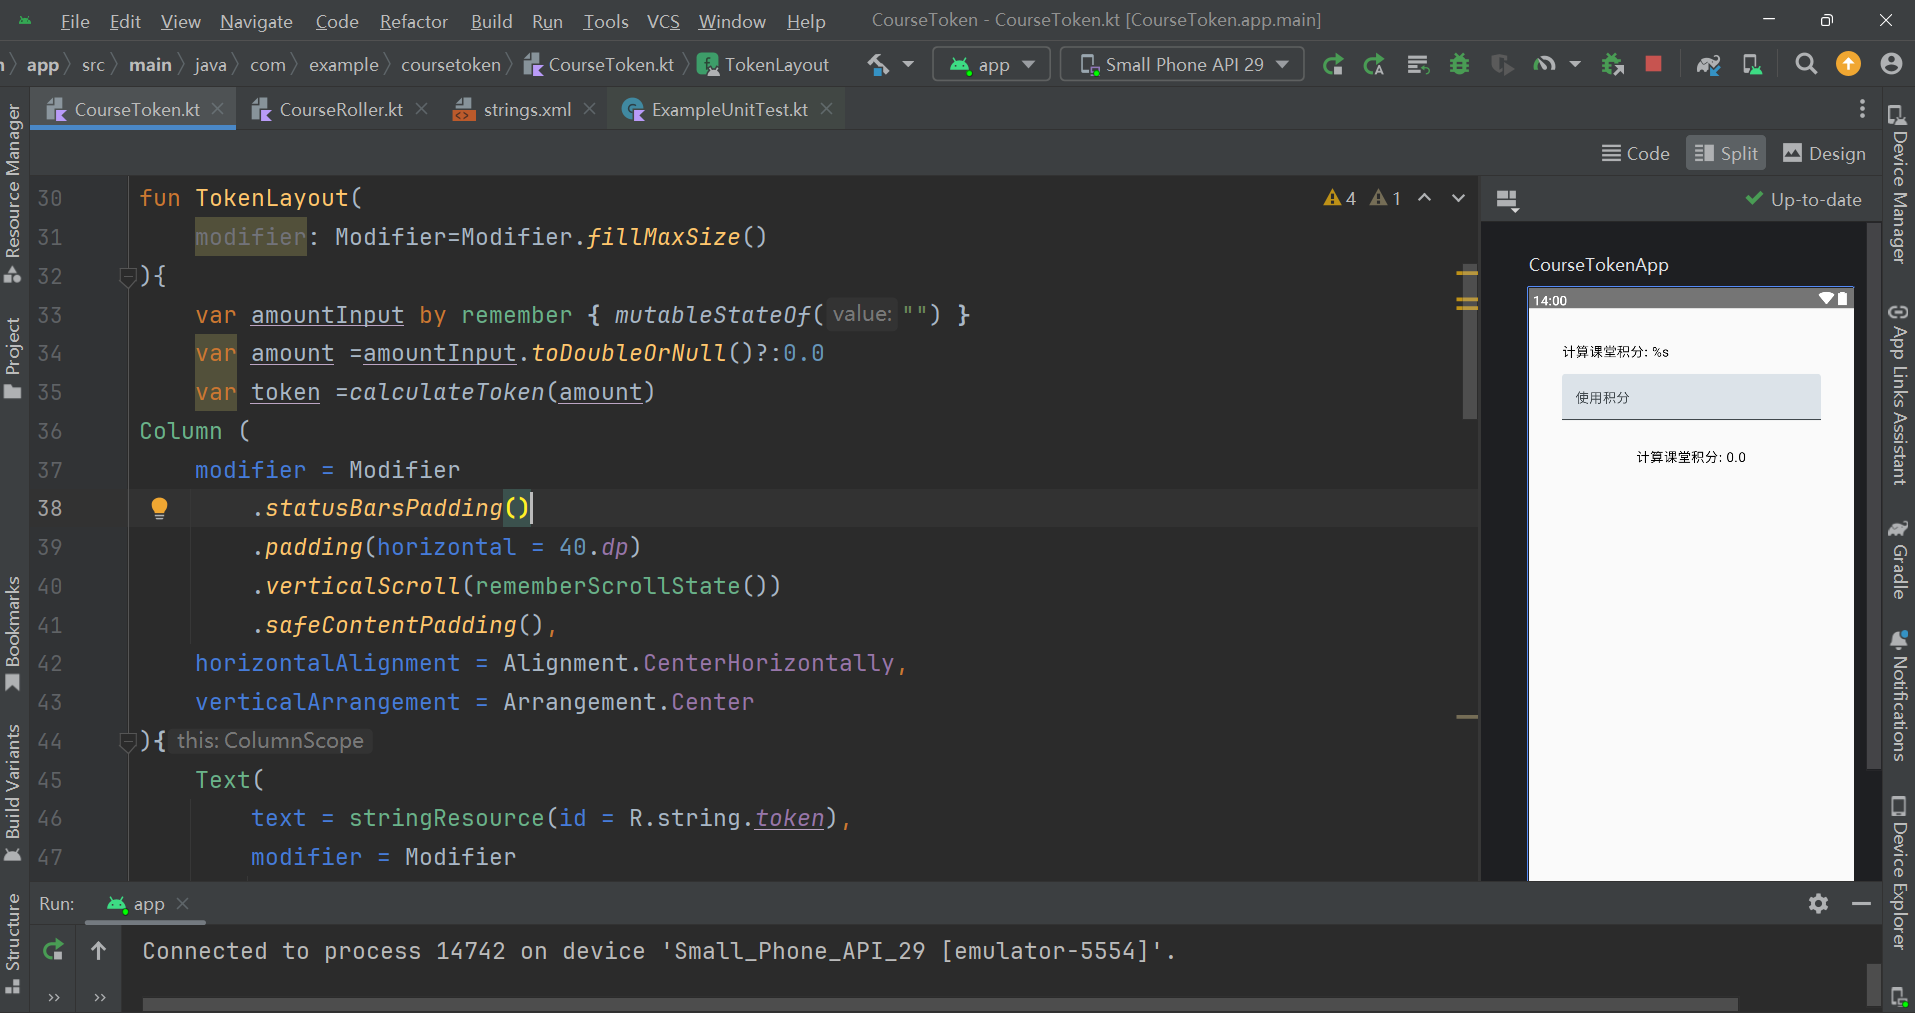 File Edit View Navigate Code Refactor Build Run Tools VCS Window Help CourseToken - CourseToken.kt [CourseToken.app.main]
app src main java com example coursetoken CourseToken.kt TokenLayout app Small Phone API 29
CourseToken.kt CourseRoller.kt strings.xml ExampleUnitTest.kt
Code Split Design
Resource Manager
Project
Bookmarks
Build Variants
Structure
30 fun TokenLayout(
31 modifier: Modifier=Modifier.fillMaxSize()
32 ){
33 var amountInput by remember { mutableStateOf( value: "") }
34 var amount =amountInput.toDoubleOrNull()?:0.0
35 var token =calculateToken(amount)
36 Column (
37 modifier = Modifier
38 .statusBarsPadding()
39 .padding(horizontal = 40.dp)
40 .verticalScroll(rememberScrollState())
41 .safeContentPadding(),
42 horizontalAlignment = Alignment.CenterHorizontally,
43 verticalArrangement = Arrangement.Center
44 ){ this: ColumnScope
45 Text(
46 text = stringResource(id = R.string.token),
47 modifier = Modifier
4 1
Up-to-date
CourseTokenApp
14:00
计算课堂积分: %s
使用积分
计算课堂积分: 0.0
Device Manager
App Links Assistant
Gradle
Notifications
Device Explorer
Run: app
Connected to process 14742 on device 'Small_Phone_API_29 [emulator-5554]'.